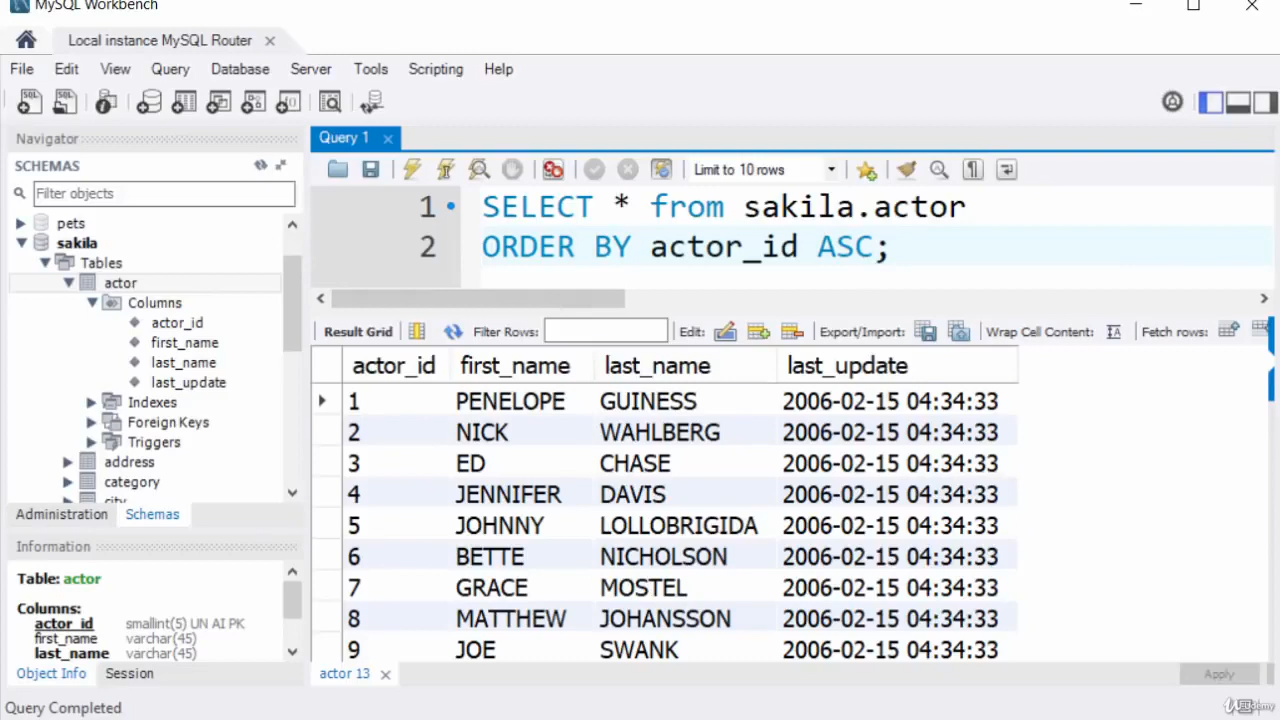 MySQL Workbench
Local instance MySQL Router
File Edit View Query Database Server Tools Scripting Help
Navigator
SCHEMAS
Filter objects
pets
sakila
Tables
actor
Columns
actor_id
first_name
last_name
last_update
Indexes
Foreign Keys
Triggers
address
category
city
Administration Schemas
Information
Table: actor
Columns:
actor_id smallint(5) UN AI PK
first_name varchar(45)
last_name varchar(45)
Object Info Session
Query Completed
Query 1
Limit to 10 rows
1 SELECT * from sakila.actor
2 ORDER BY actor_id ASC;
Result Grid Filter Rows: Edit: Export/Import: Wrap Cell Content: Fetch rows:
actor_id first_name last_name last_update
1 PENELOPE GUINESS 2006-02-15 04:34:33
2 NICK WAHLBERG 2006-02-15 04:34:33
3 ED CHASE 2006-02-15 04:34:33
4 JENNIFER DAVIS 2006-02-15 04:34:33
5 JOHNNY LOLLOBRIGIDA 2006-02-15 04:34:33
6 BETTE NICHOLSON 2006-02-15 04:34:33
7 GRACE MOSTEL 2006-02-15 04:34:33
8 MATTHEW JOHANSSON 2006-02-15 04:34:33
9 JOE SWANK 2006-02-15 04:34:33
actor 13
Apply